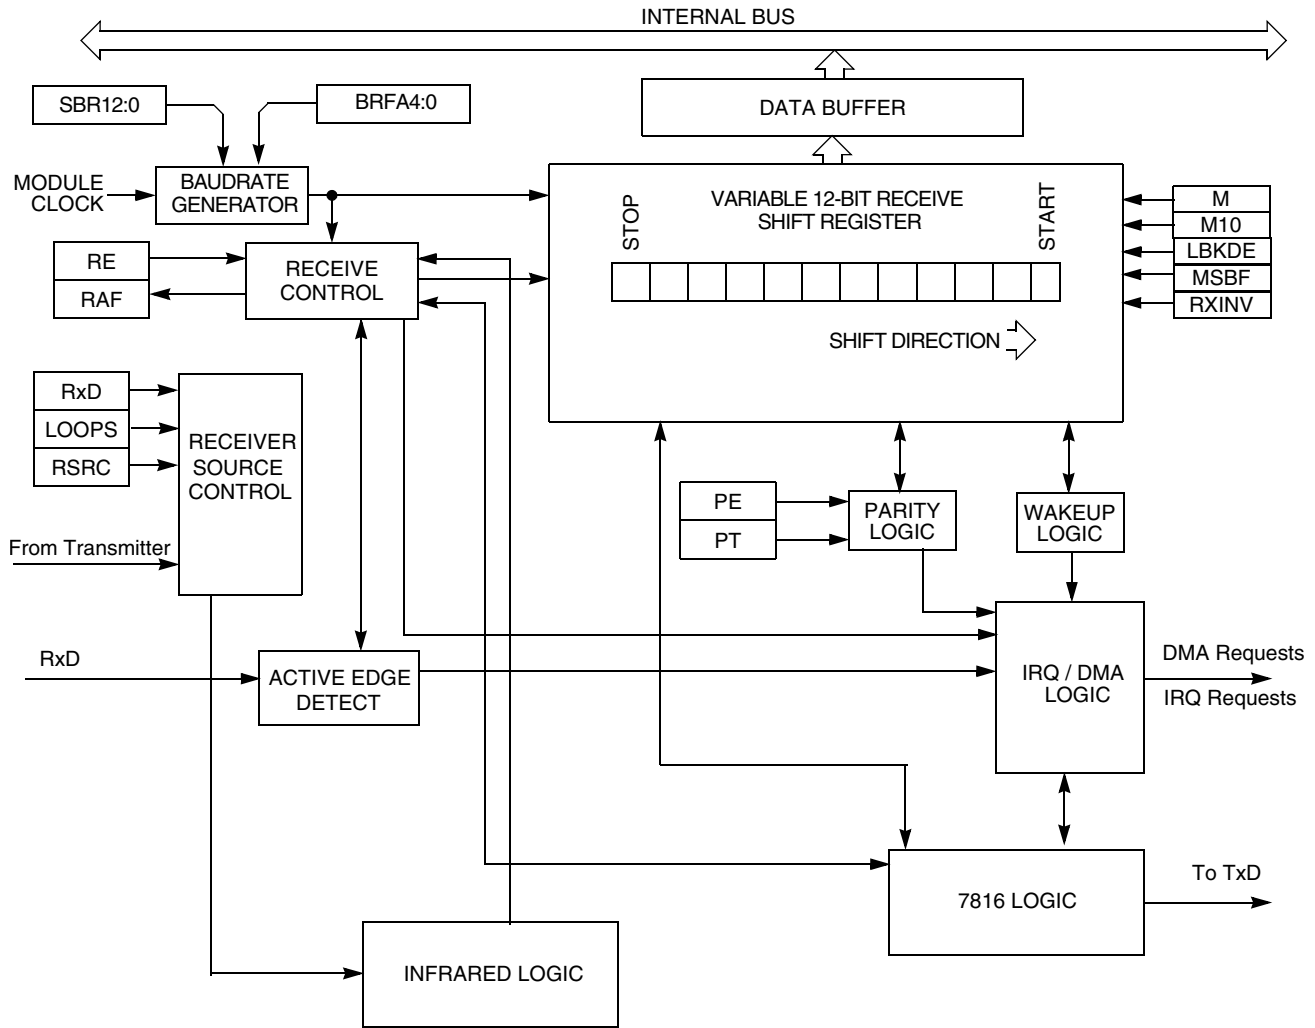 INTERNAL BUS
SBR12:0
BRFA4:0
DATA BUFFER
MODULE
CLOCK
BAUDRATE
GENERATOR
VARIABLE 12-BIT RECEIVE
SHIFT REGISTER
STOP
START
M
M10
LBKDE
MSBF
RXINV
RE
RAF
RECEIVE
CONTROL
SHIFT DIRECTION
RxD
LOOPS
RSRC
RECEIVER
SOURCE
CONTROL
From Transmitter
PE
PT
PARITY
LOGIC
WAKEUP
LOGIC
RxD
ACTIVE EDGE
DETECT
IRQ / DMA
LOGIC
DMA Requests
IRQ Requests
7816 LOGIC
To TxD
INFRARED LOGIC